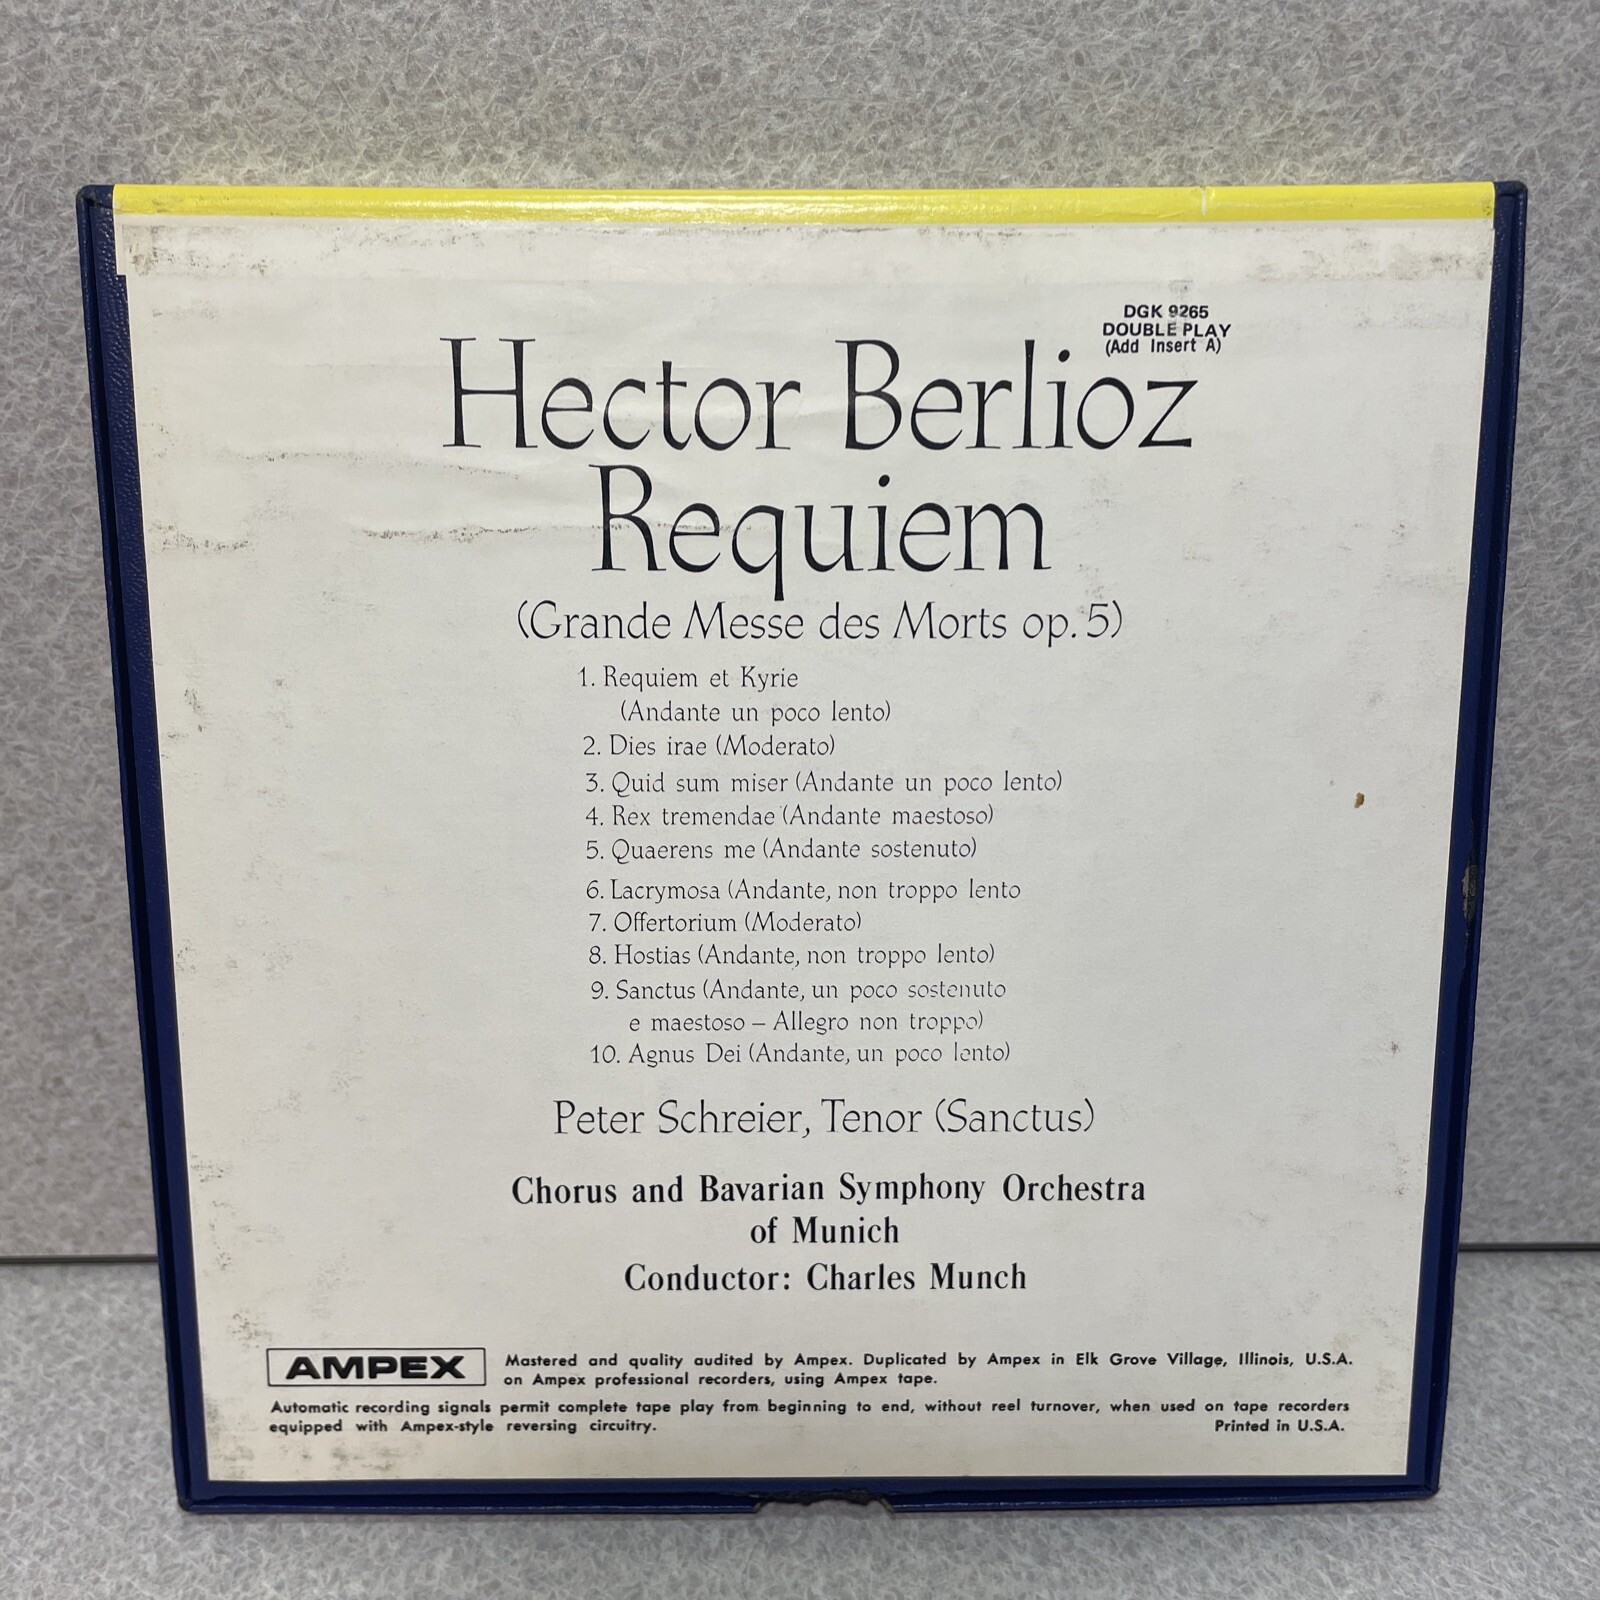 DGK 9265
DOUBLE PLAY
(Add Insert A)
Hector Berlioz
Requiem
(Grande Messe des Morts op. 5)
1. Requiem et Kyrie
(Andante un poco lento)
2. Dies irae (Moderato)
3. Quid sum miser (Andante un poco lento)
4. Rex tremendae (Andante maestoso)
5. Quaerens me (Andante sostenuto)
6. Lacrymosa (Andante, non troppo lento
7. Offertorium (Moderato)
8. Hostias (Andante, non troppo lento)
9. Sanctus (Andante, un poco sostenuto
e maestoso – Allegro non troppo)
10. Agnus Dei (Andante, un poco lento)
Peter Schreier, Tenor (Sanctus)
Chorus and Bavarian Symphony Orchestra
of Munich
Conductor: Charles Munch
AMPEX
Mastered and quality audited by Ampex. Duplicated by Ampex in Elk Grove Village, Illinois, U.S.A.
on Ampex professional recorders, using Ampex tape.
Automatic recording signals permit complete tape play from beginning to end, without reel turnover, when used on tape recorders
equipped with Ampex-style reversing circuitry.
Printed in U.S.A.